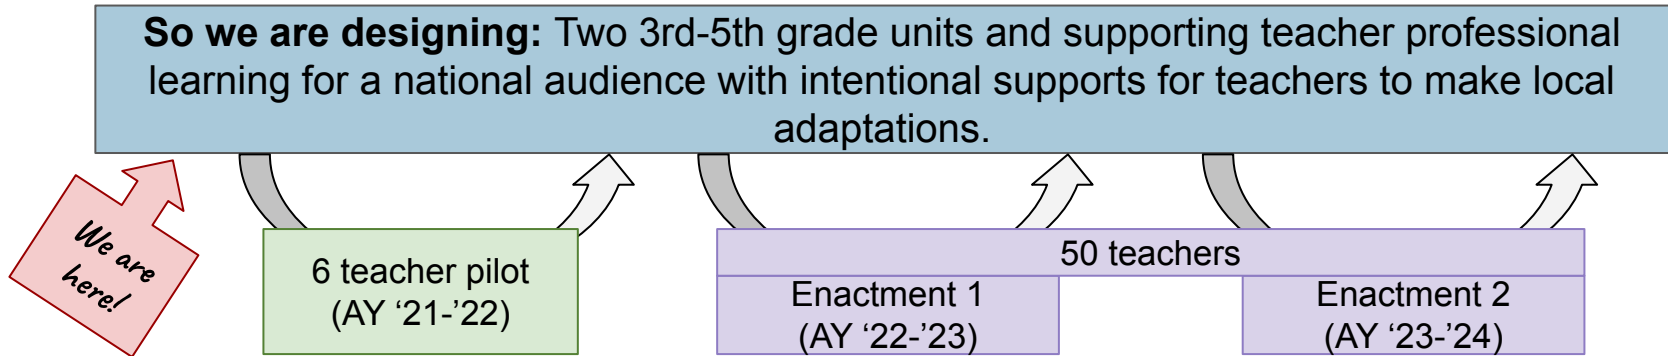 So we are designing: Two 3rd-5th grade units and supporting teacher professional
learning for a national audience with intentional supports for teachers to make local
adaptations.
We are
here!
6 teacher pilot
(AY ‘21-’22)
50 teachers
Enactment 1
(AY ‘22-’23)
Enactment 2
(AY ‘23-’24)